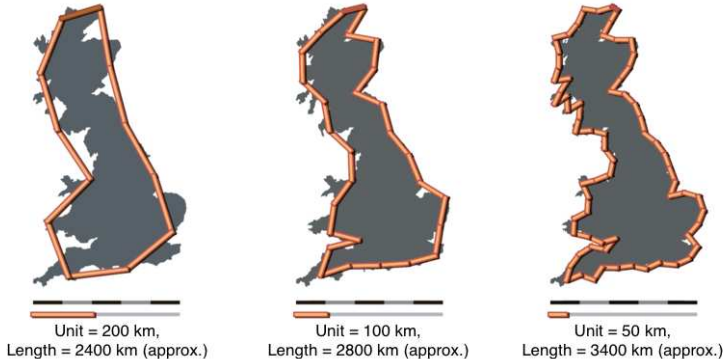 Unit = 200 km,
Length = 2400 km (approx.)
Unit = 100 km,
Length = 2800 km (approx.)
Unit = 50 km,
Length = 3400 km (approx.)